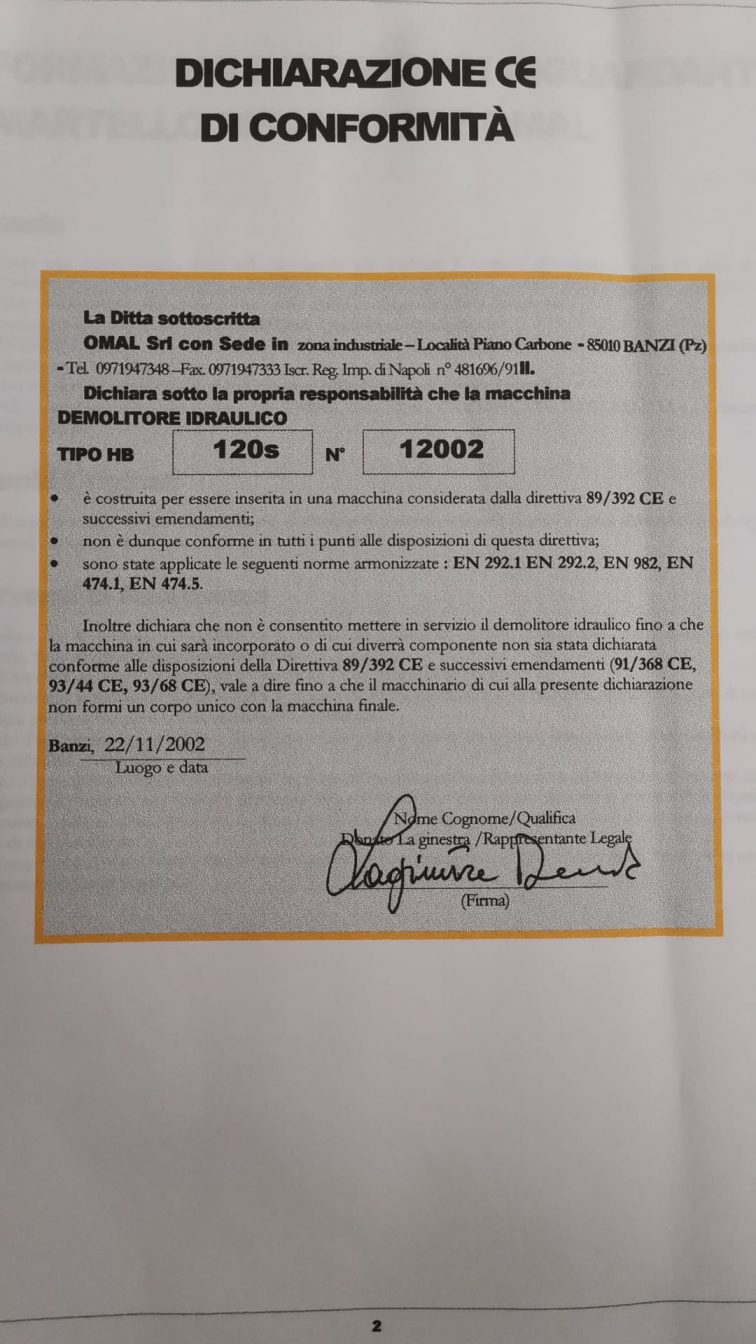 DICHIARAZIONE CE
DI CONFORMITÀ
La Ditta sottoscritta
OMAL Srl con Sede in zona industriale – Località Piano Carbone - 85010 BANZI (Pz)
- Tel. 0971947348 –Fax. 0971947333 Iscr. Reg. Imp. di Napoli n° 481696/91II.
Dichiara sotto la propria responsabilità che la macchina
DEMOLITORE IDRAULICO
TIPO HB 120s N° 12002
• è costruita per essere inserita in una macchina considerata dalla direttiva 89/392 CE e
successivi emendamenti;
• non è dunque conforme in tutti i punti alle disposizioni di questa direttiva;
• sono state applicate le seguenti norme armonizzate : EN 292.1 EN 292.2, EN 982, EN
474.1, EN 474.5.
Inoltre dichiara che non è consentito mettere in servizio il demolitore idraulico fino a che
la macchina in cui sarà incorporato o di cui diverrà componente non sia stata dichiarata
conforme alle disposizioni della Direttiva 89/392 CE e successivi emendamenti (91/368 CE,
93/44 CE, 93/68 CE), vale a dire fino a che il macchinario di cui alla presente dichiarazione
non formi un corpo unico con la macchina finale.
Banzi, 22/11/2002
Luogo e data
Nome Cognome/Qualifica
Donato La ginestra /Rappresentante Legale
(Firma)
2